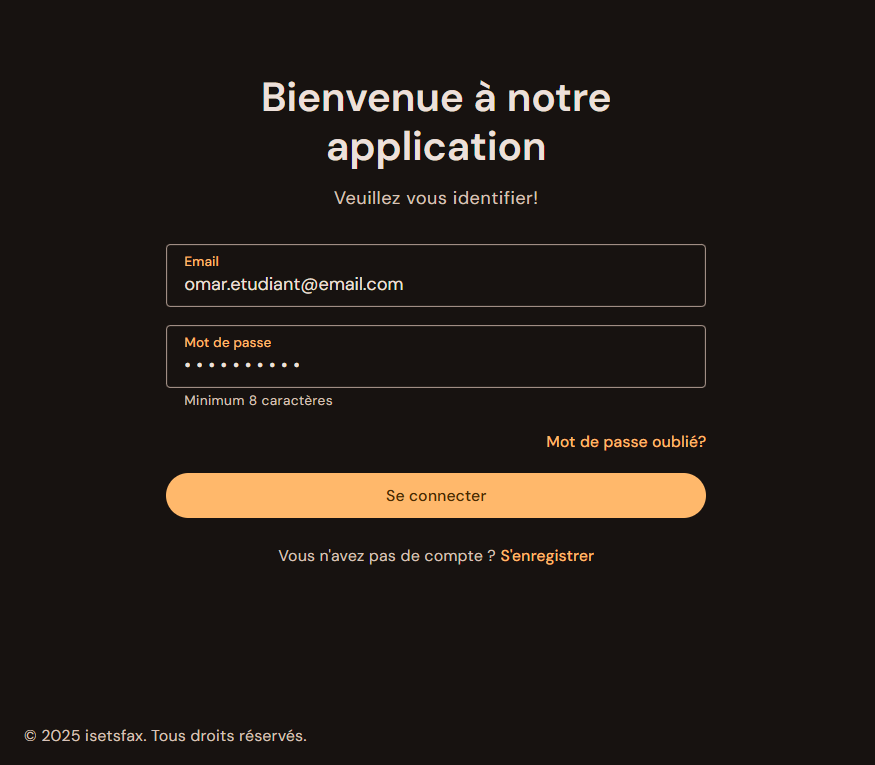 Bienvenue à notre
application
Veuillez vous identifier!
Email
omar.etudiant@email.com
Mot de passe
••••••••••
Minimum 8 caractères
Mot de passe oublié?
Se connecter
Vous n'avez pas de compte ? S'enregistrer
© 2025 isetsfax. Tous droits réservés.